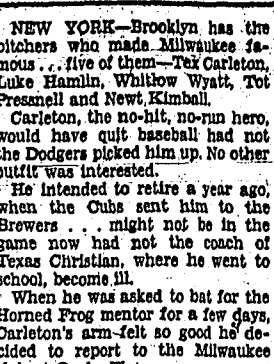 NEW YORK—Brooklyn has the
pitchers who made Milwaukee fa-
mous . . . five of them—Tex Carleton,
Luke Hamlin, Whitlow Wyatt, Tot
Pressnell and Newt Kimball.
Carleton, the no-hit, no-run hero,
would have quit baseball had not
the Dodgers picked him up. No other
outfit was interested.
He intended to retire a year ago,
when the Cubs sent him to the
Brewers . . . might not be in the
game now had not the coach of
Texas Christian, where he went to
school, become ill.
When he was asked to bat for the
Horned Frog mentor for a few days,
Carleton's arm felt so good he de-
cided to report to the Milwaukee